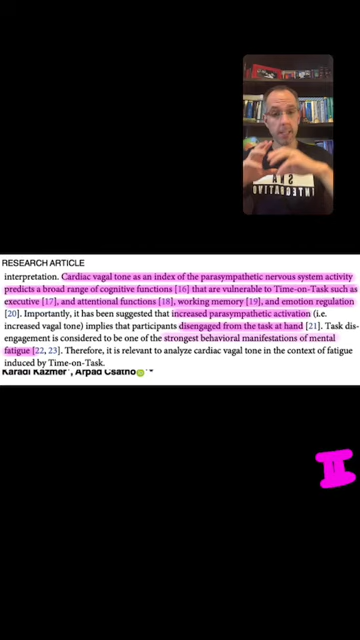 RESEARCH ARTICLE
interpretation. Cardiac vagal tone as an index of the parasympathetic nervous system activity
predicts a broad range of cognitive functions [16] that are vulnerable to Time-on-Task such as
executive [17], and attentional functions [18], working memory [19], and emotion regulation
[20]. Importantly, it has been suggested that increased parasympathetic activation (i.e.
increased vagal tone) implies that participants disengaged from the task at hand [21]. Task dis-
engagement is considered to be one of the strongest behavioral manifestations of mental
fatigue [22, 23]. Therefore, it is relevant to analyze cardiac vagal tone in the context of fatigue
induced by Time-on-Task.
Karadi Kazmer, Arpad Csatho
II